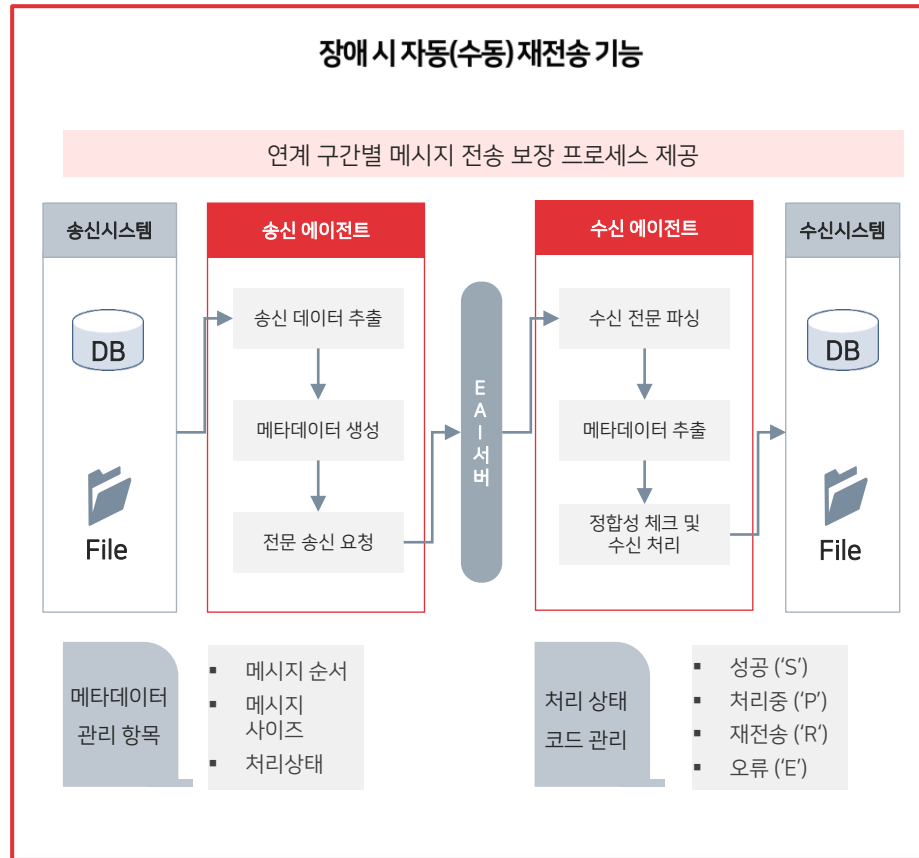 장애 시 자동(수동) 재전송 기능
연계 구간별 메시지 전송 보장 프로세스 제공
송신시스템
DB
File
송신 에이전트
송신 데이터 추출
메타데이터 생성
전문 송신 요청
EAI서버
수신 에이전트
수신 전문 파싱
메타데이터 추출
정합성 체크 및
수신 처리
수신시스템
DB
File
메타데이터
관리 항목
▪ 메시지 순서
▪ 메시지
사이즈
▪ 처리상태
처리 상태
코드 관리
▪ 성공 (‘S’)
▪ 처리중 (‘P’)
▪ 재전송 (‘R‘)
▪ 오류 (‘E’)